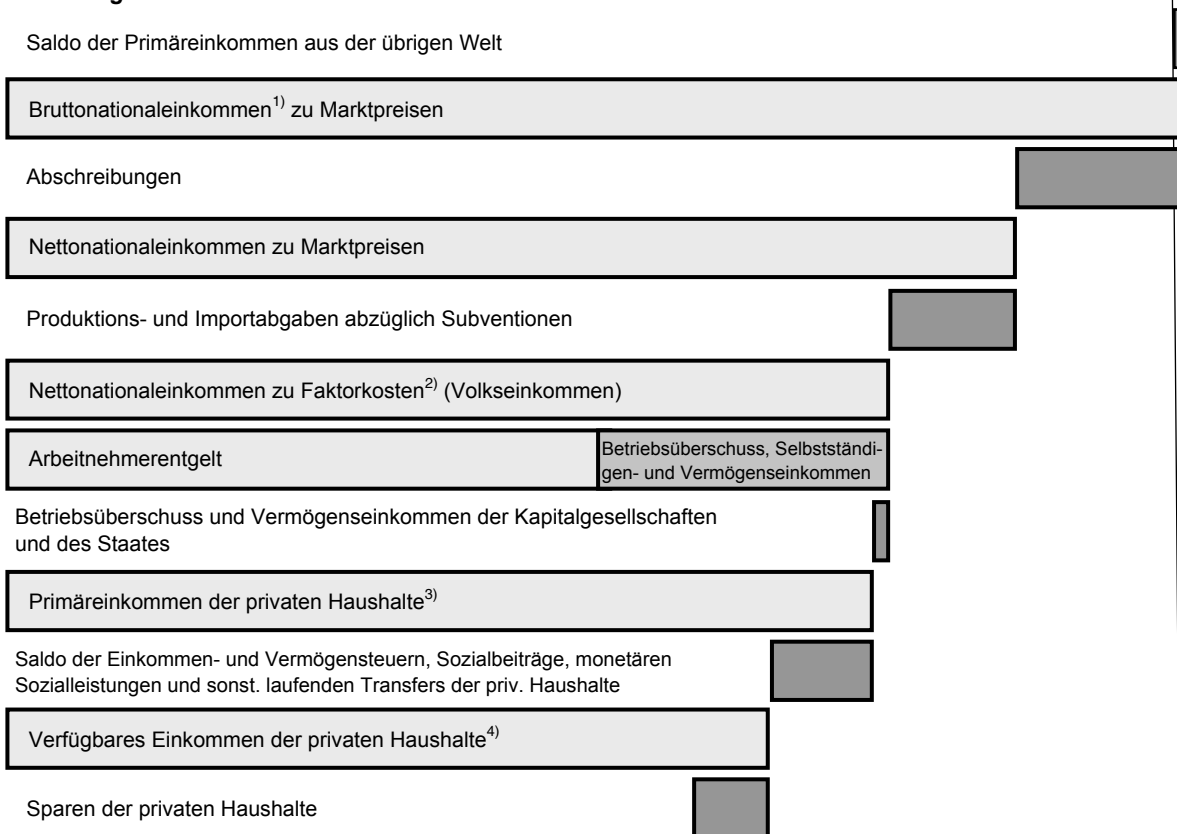 Saldo der Primäreinkommen aus der übrigen Welt
Bruttonationaleinkommen1) zu Marktpreisen
Abschreibungen
Nettonationaleinkommen zu Marktpreisen
Produktions- und Importabgaben abzüglich Subventionen
Nettonationaleinkommen zu Faktorkosten2) (Volkseinkommen)
Arbeitnehmerentgelt
Betriebsüberschuss, Selbstständi-
gen- und Vermögenseinkommen
Betriebsüberschuss und Vermögenseinkommen der Kapitalgesellschaften
und des Staates
Primäreinkommen der privaten Haushalte3)
Saldo der Einkommen- und Vermögensteuern, Sozialbeiträge, monetären
Sozialleistungen und sonst. laufenden Transfers der priv. Haushalte
Verfügbares Einkommen der privaten Haushalte4)
Sparen der privaten Haushalte